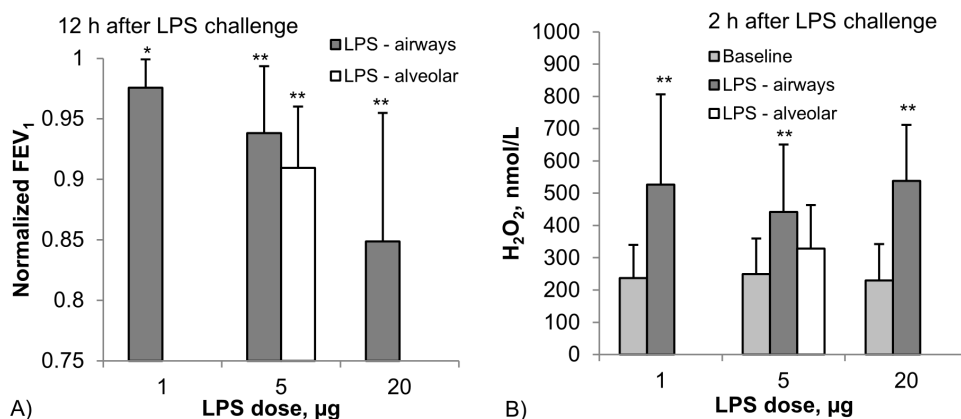 12 h after LPS challenge
LPS - airways
LPS - alveolar
Normalized FEV₁
1
0.95
0.9
0.85
0.8
0.75
*
**
**
**
1 5 20
LPS dose, µg
A)
2 h after LPS challenge
Baseline
LPS - airways
LPS - alveolar
H₂O₂, nmol/L
1000
900
800
700
600
500
400
300
200
100
0
**
**
**
1 5 20
LPS dose, µg
B)